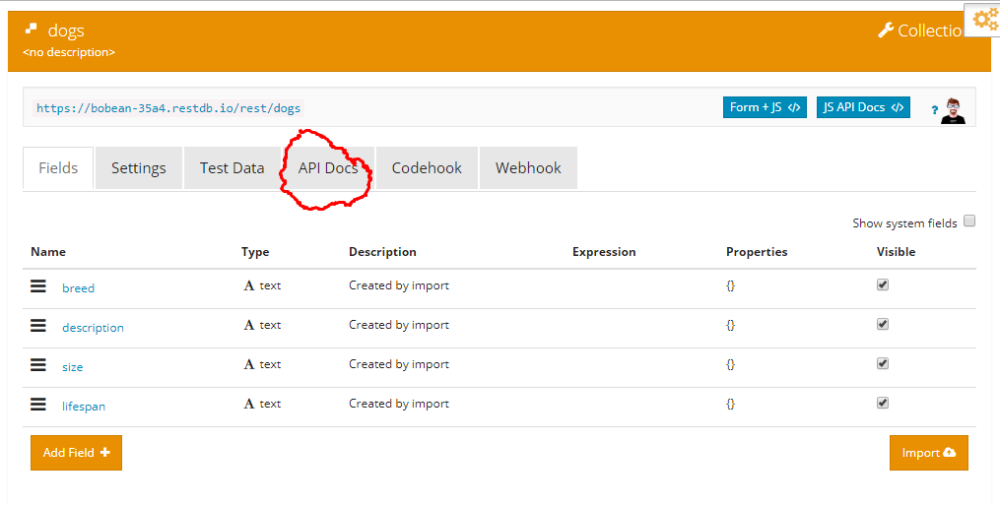 dogs
Collectio
<no description>
https://bobean-35a4.restdb.io/rest/dogs
Form + JS </>
JS API Docs </>
?
Fields
Settings
Test Data
API Docs
Codehook
Webhook
Show system fields
Name Type Description Expression Properties Visible
breed A text Created by import {}
description A text Created by import {}
size A text Created by import {}
lifespan A text Created by import {}
Add Field +
Import